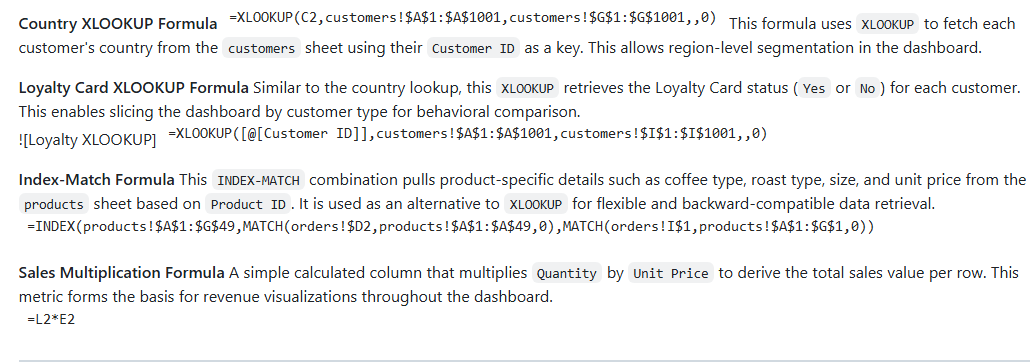 Country XLOOKUP Formula =XLOOKUP(C2,customers!$A$1:$A$1001,customers!$G$1:$G$1001,,0) This formula uses XLOOKUP to fetch each
customer's country from the customers sheet using their Customer ID as a key. This allows region-level segmentation in the dashboard.
Loyalty Card XLOOKUP Formula Similar to the country lookup, this XLOOKUP retrieves the Loyalty Card status ( Yes or No ) for each customer.
This enables slicing the dashboard by customer type for behavioral comparison.
![Loyalty XLOOKUP] =XLOOKUP([@[Customer ID]],customers!$A$1:$A$1001,customers!$I$1:$I$1001,,0)
Index-Match Formula This INDEX-MATCH combination pulls product-specific details such as coffee type, roast type, size, and unit price from the
products sheet based on Product ID . It is used as an alternative to XLOOKUP for flexible and backward-compatible data retrieval.
=INDEX(products!$A$1:$G$49,MATCH(orders!$D2,products!$A$1:$A$49,0),MATCH(orders!I$1,products!$A$1:$G$1,0))
Sales Multiplication Formula A simple calculated column that multiplies Quantity by Unit Price to derive the total sales value per row. This
metric forms the basis for revenue visualizations throughout the dashboard.
=L2*E2